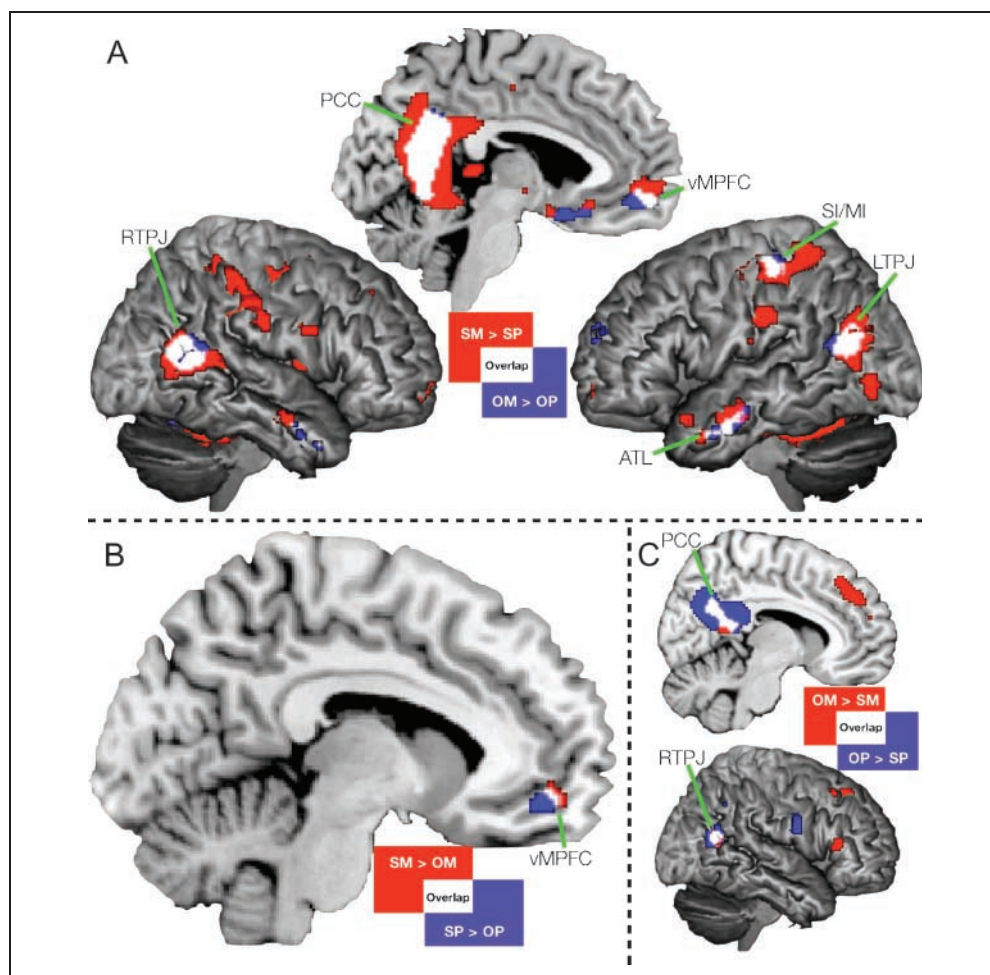 A
PCC
vMPFC
SI/MI
RTPJ
LTPJ
SM > SP
Overlap
OM > OP
ATL
B
vMPFC
SM > OM
Overlap
SP > OP
C
PCC
OM > SM
Overlap
OP > SP
RTPJ